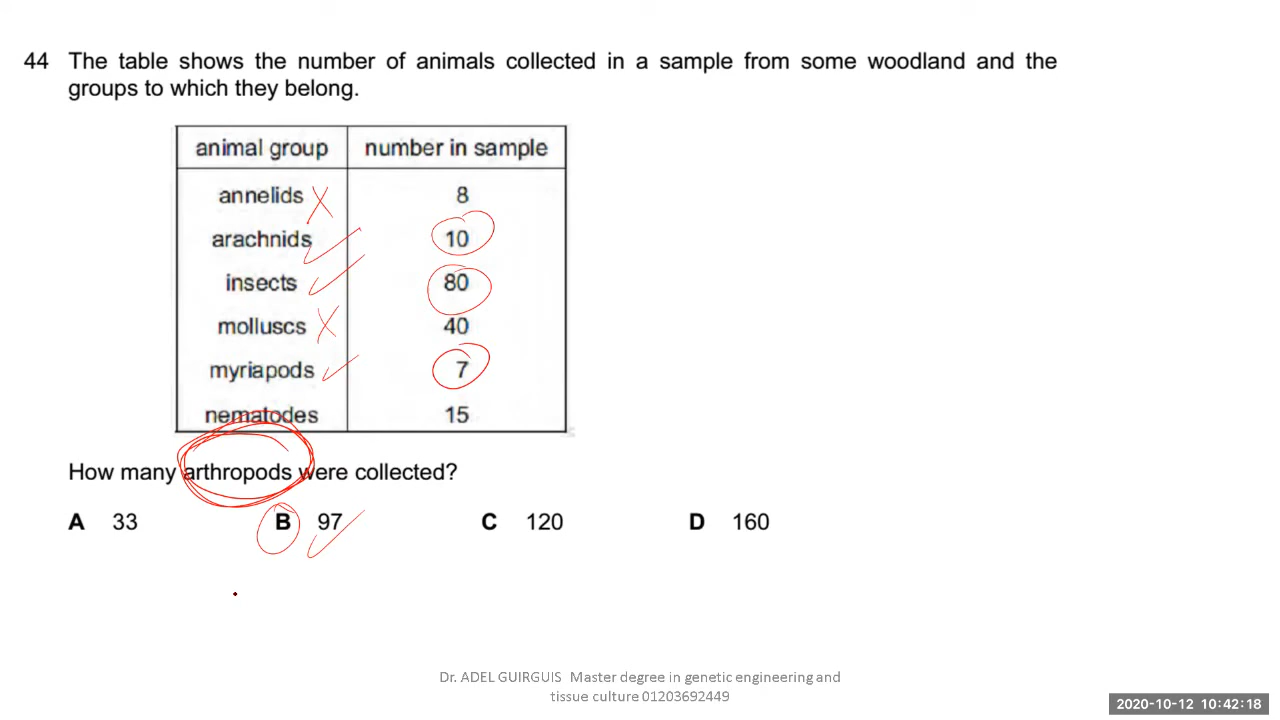 44 The table shows the number of animals collected in a sample from some woodland and the
groups to which they belong.
animal group number in sample
annelids 8
arachnids 10
insects 80
molluscs 40
myriapods 7
nematodes 15
How many arthropods were collected?
A 33 B 97 C 120 D 160
Dr. ADEL GUIRGUIS Master degree in genetic engineering and
tissue culture 01203692449
2020-10-12 10:42:18